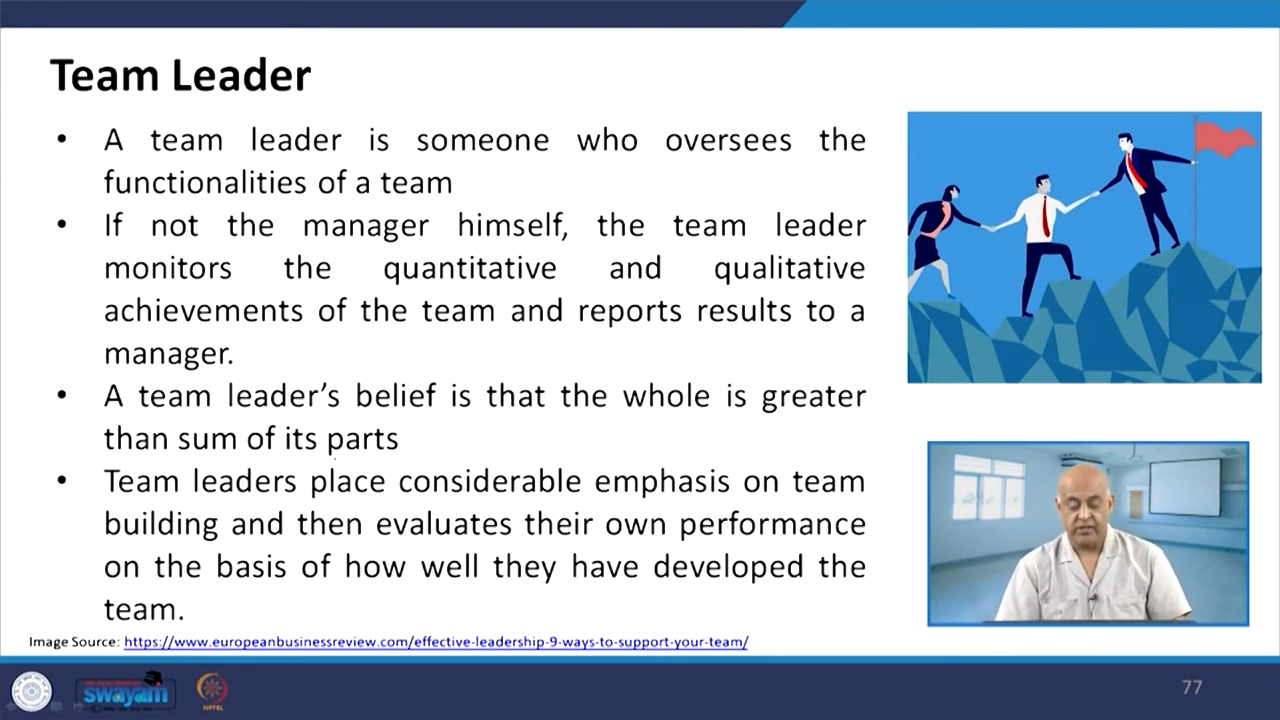 Team Leader
• A team leader is someone who oversees the
functionalities of a team
• If not the manager himself, the team leader
monitors the quantitative and qualitative
achievements of the team and reports results to a
manager.
• A team leader’s belief is that the whole is greater
than sum of its parts
• Team leaders place considerable emphasis on team
building and then evaluates their own performance
on the basis of how well they have developed the
team.
Image Source: https://www.europeanbusinessreview.com/effective-leadership-9-ways-to-support-your-team/
swayam
NPTEL
77